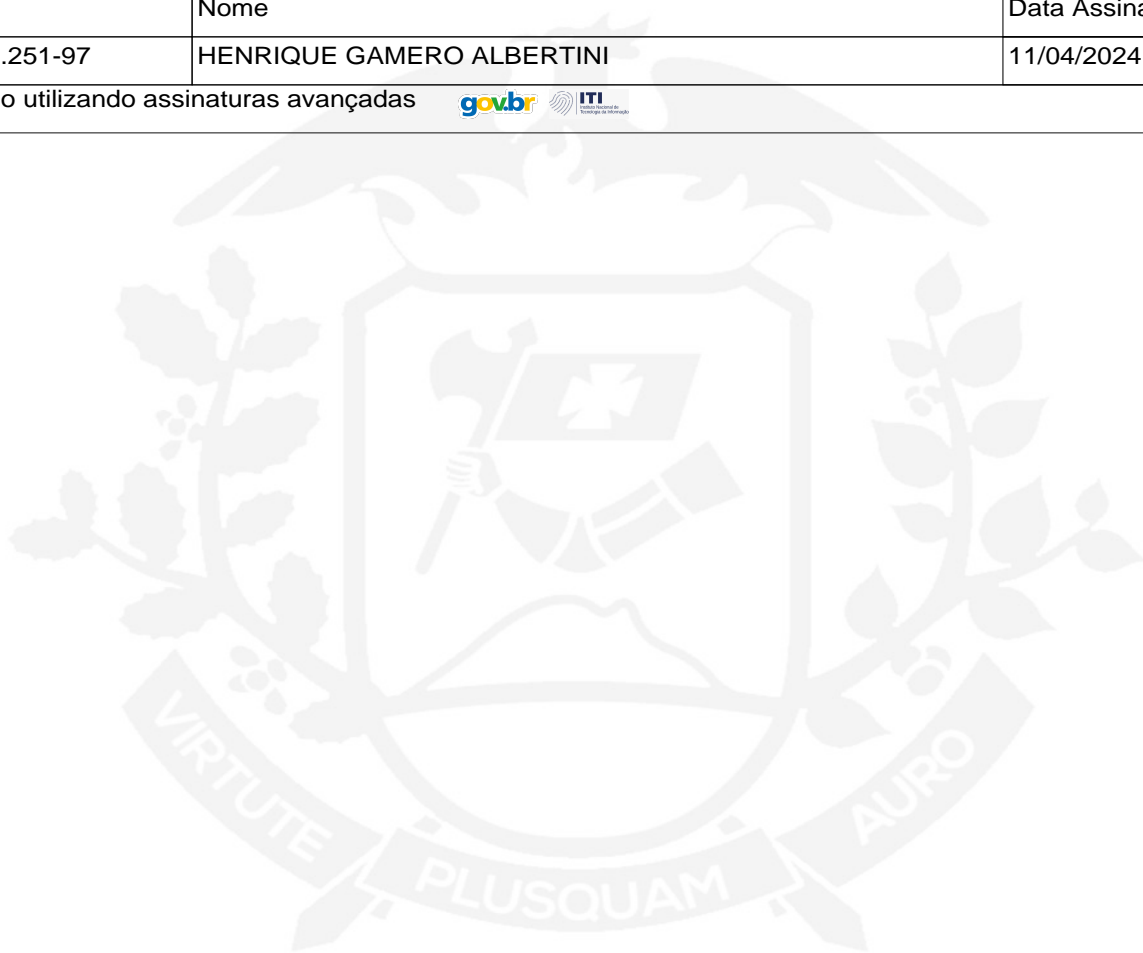 Nome Data Assina
.251-97 HENRIQUE GAMERO ALBERTINI 11/04/2024
o utilizando assinaturas avançadas gov.br ITI
VIRTUTE PLUSQUAM AURO